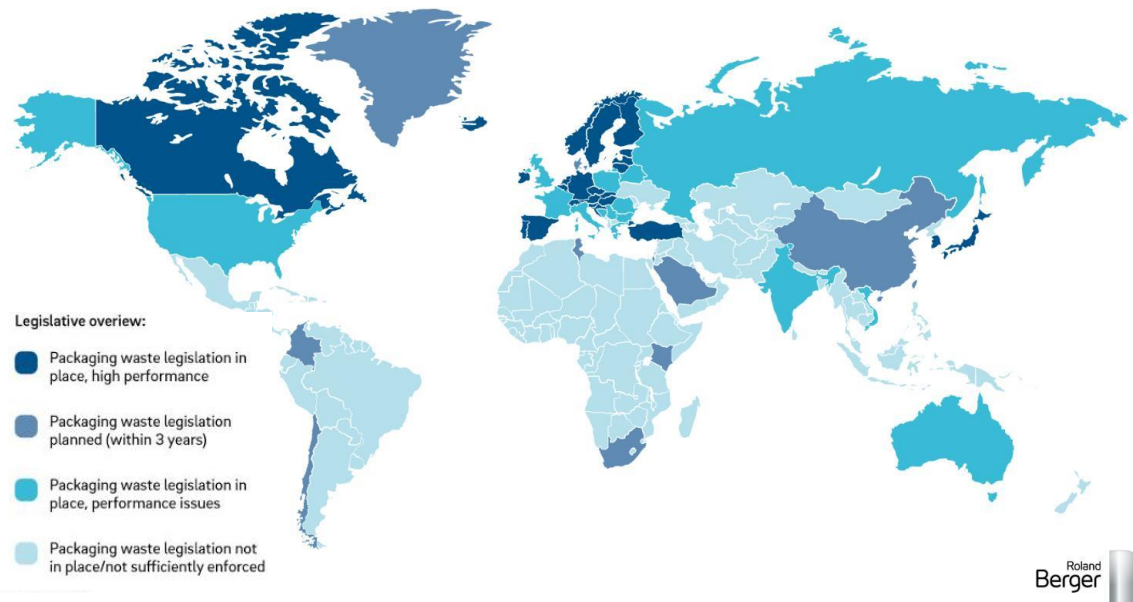 Legislative overiew:
Packaging waste legislation in
place, high performance
Packaging waste legislation
planned (within 3 years)
Packaging waste legislation in
place, performance issues
Packaging waste legislation not
in place/not sufficiently enforced
Roland
Berger